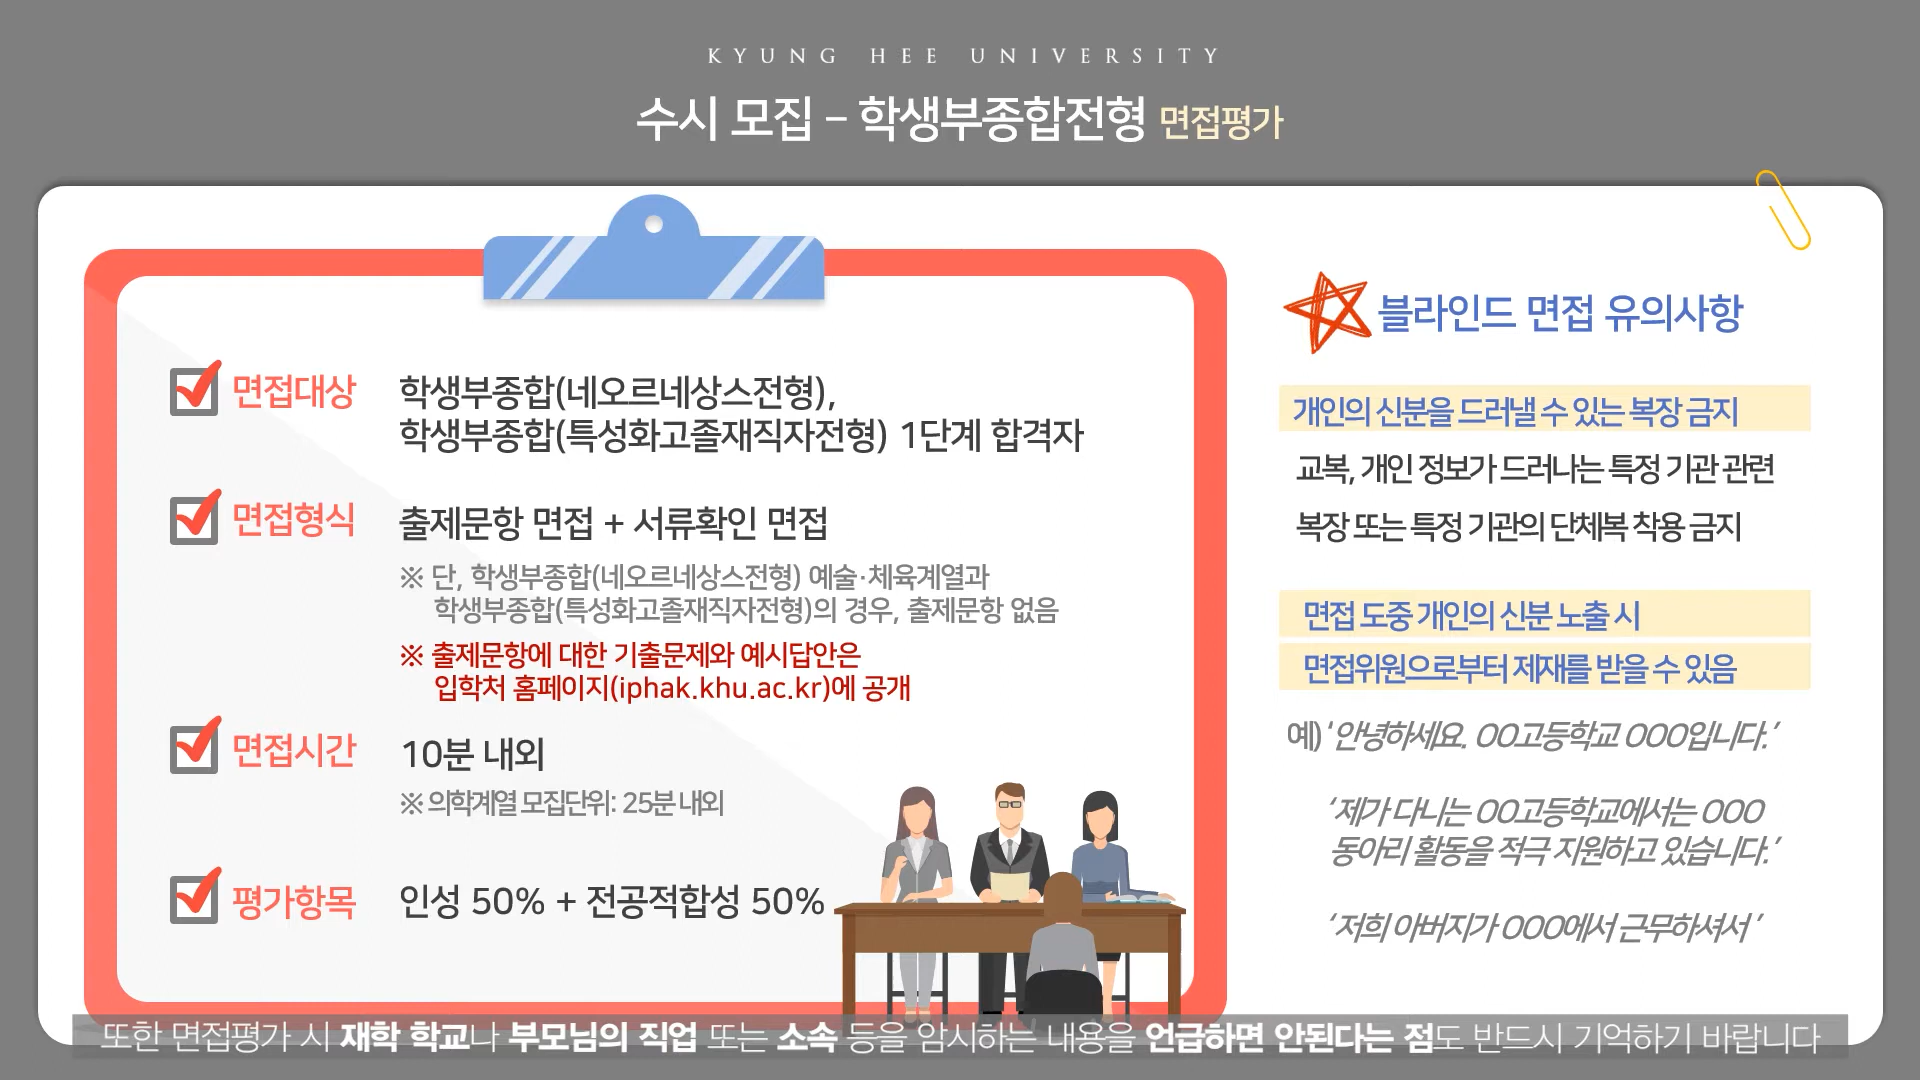 KYUNG HEE UNIVERSITY
수시 모집 – 학생부종합전형 면접평가
면접대상
학생부종합(네오르네상스전형),
학생부종합(특성화고졸재직자전형) 1단계 합격자
면접형식
출제문항 면접 + 서류확인 면접
※ 단, 학생부종합(네오르네상스전형) 예술·체육계열과
학생부종합(특성화고졸재직자전형)의 경우, 출제문항 없음
※ 출제문항에 대한 기출문제와 예시답안은
입학처 홈페이지(iphak.khu.ac.kr)에 공개
면접시간
10분 내외
※ 의학계열 모집단위: 25분 내외
평가항목
인성 50% + 전공적합성 50%
블라인드 면접 유의사항
개인의 신분을 드러낼 수 있는 복장 금지
교복, 개인 정보가 드러나는 특정 기관 관련
복장 또는 특정 기관의 단체복 착용 금지
면접 도중 개인의 신분 노출 시
면접위원으로부터 제재를 받을 수 있음
예) '안녕하세요. OO고등학교 OOO입니다.'
'제가 다니는 OO고등학교에서는 OOO
동아리 활동을 적극 지원하고 있습니다.'
'저희 아버지가 OOO에서 근무하셔서 '
또한 면접평가 시 재학 학교나 부모님의 직업 또는 소속 등을 암시하는 내용을 언급하면 안된다는 점도 반드시 기억하기 바랍니다